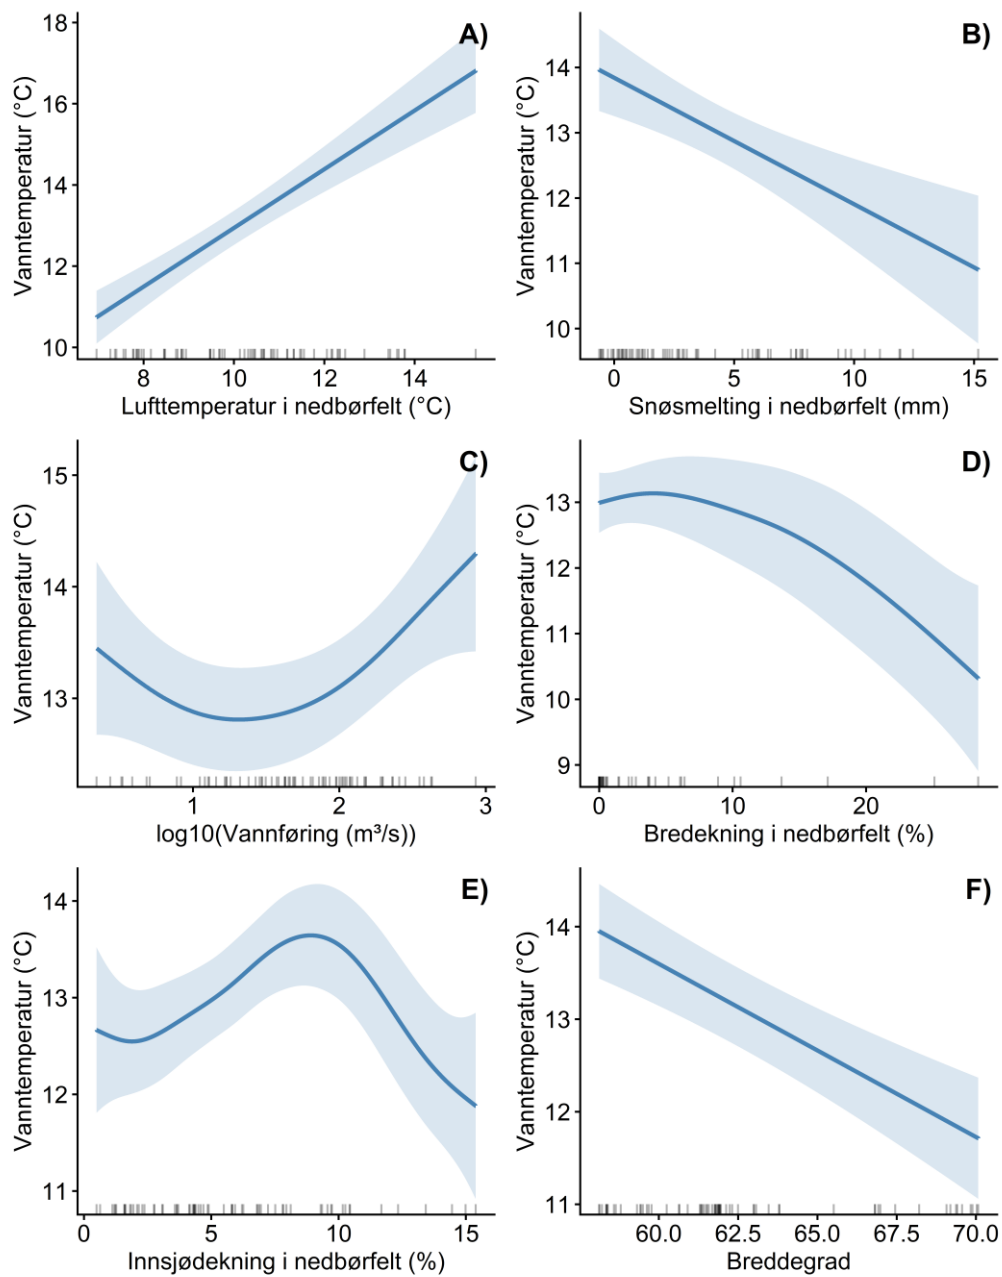 A)
Vanntemperatur (°C)
18
16
14
12
10
8 10 12 14
Lufttemperatur i nedbørfelt (°C)
B)
Vanntemperatur (°C)
14
13
12
11
10
0 5 10 15
Snøsmelting i nedbørfelt (mm)
C)
Vanntemperatur (°C)
15
14
13
1 2 3
log10(Vannføring (m³/s))
D)
Vanntemperatur (°C)
13
12
11
10
9
0 10 20
Bredekning i nedbørfelt (%)
E)
Vanntemperatur (°C)
14
13
12
11
0 5 10 15
Innsjødekning i nedbørfelt (%)
F)
Vanntemperatur (°C)
14
13
12
11
60.0 62.5 65.0 67.5 70.0
Breddegrad